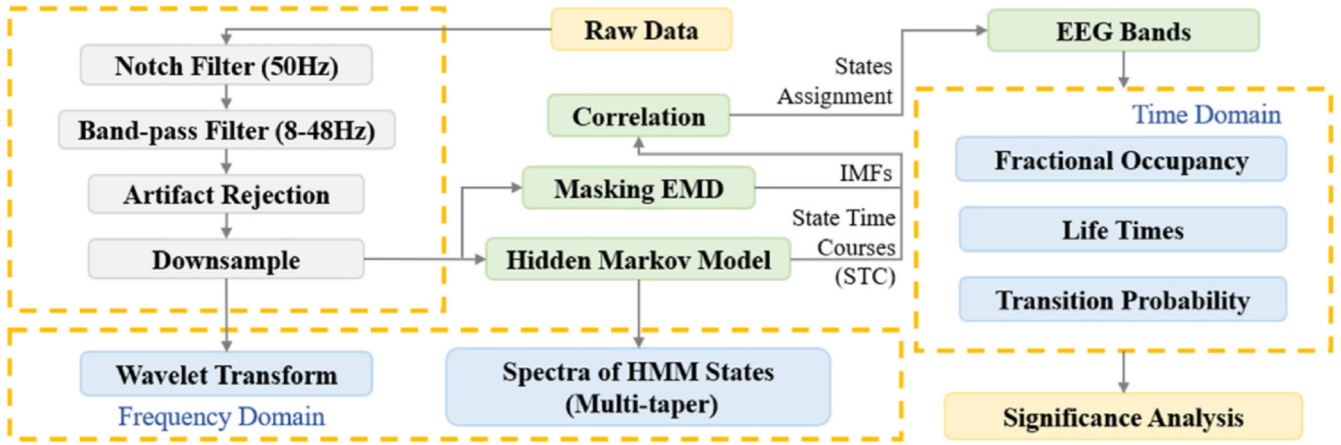 Raw Data
Notch Filter (50Hz)
Band-pass Filter (8-48Hz)
Artifact Rejection
Downsample
Wavelet Transform
Frequency Domain
Correlation
Masking EMD
Hidden Markov Model
Spectra of HMM States
(Multi-taper)
IMFs
State Time
Courses
(STC)
States
Assignment
EEG Bands
Time Domain
Fractional Occupancy
Life Times
Transition Probability
Significance Analysis